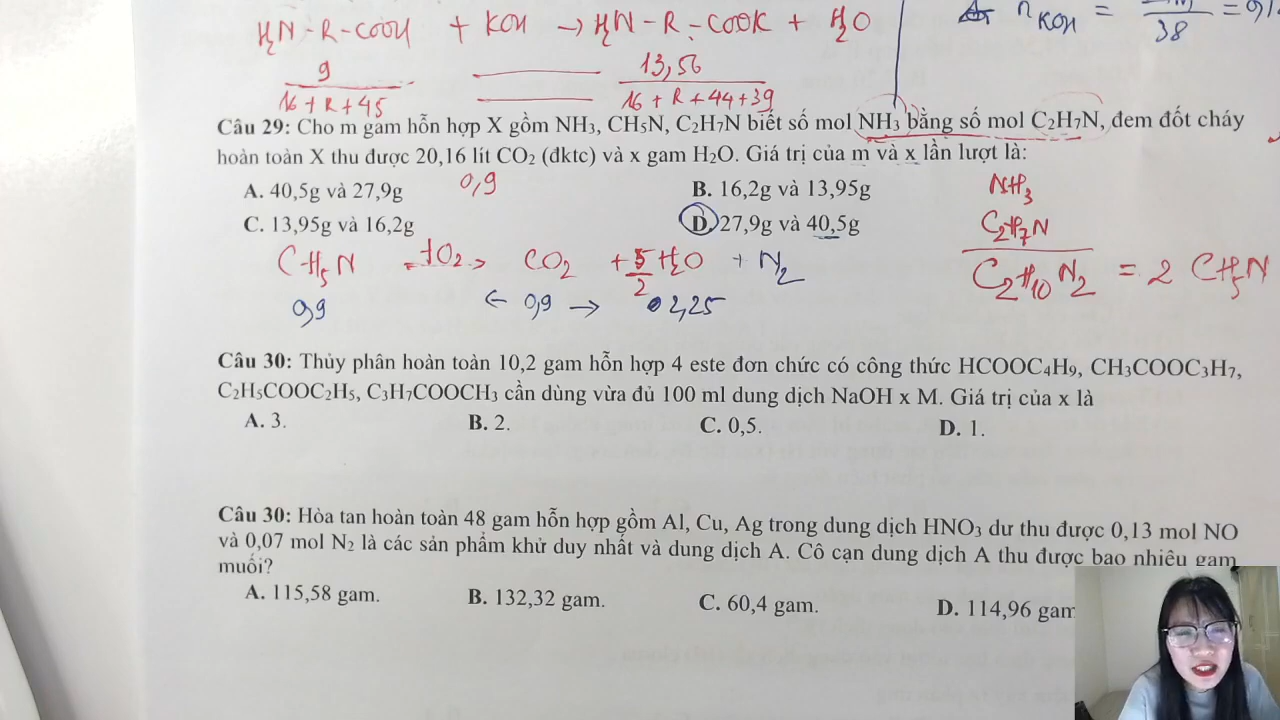 H₂N-R-COOH + KOH → H₂N-R-COOK + H₂O
n KOH = 38 =
9 / 16+R+45 = 13,56 / 16+R+44+39
Câu 29: Cho m gam hỗn hợp X gồm NH₃, CH₅N, C₂H₇N biết số mol NH₃ bằng số mol C₂H₇N, đem đốt cháy
hoàn toàn X thu được 20,16 lít CO₂ (đktc) và x gam H₂O. Giá trị của m và x lần lượt là:
A. 40,5g và 27,9g 0,9 B. 16,2g và 13,95g NH₃
C. 13,95g và 16,2g D. 27,9g và 40,5g C₂H₇N
CH₅N +O₂ → CO₂ + 5/2 H₂O + N₂ C₂H₁₀N₂ = 2 CH₅N
0,9 ← 0,9 → 2,25
Câu 30: Thủy phân hoàn toàn 10,2 gam hỗn hợp 4 este đơn chức có công thức HCOOC₄H₉, CH₃COOC₃H₇,
C₂H₅COOC₂H₅, C₃H₇COOCH₃ cần dùng vừa đủ 100 ml dung dịch NaOH x M. Giá trị của x là
A. 3. B. 2. C. 0,5. D. 1.
Câu 30: Hòa tan hoàn toàn 48 gam hỗn hợp gồm Al, Cu, Ag trong dung dịch HNO₃ dư thu được 0,13 mol NO
và 0,07 mol N₂ là các sản phẩm khử duy nhất và dung dịch A. Cô cạn dung dịch A thu được bao nhiêu gam
muối?
A. 115,58 gam. B. 132,32 gam. C. 60,4 gam. D. 114,96 gam